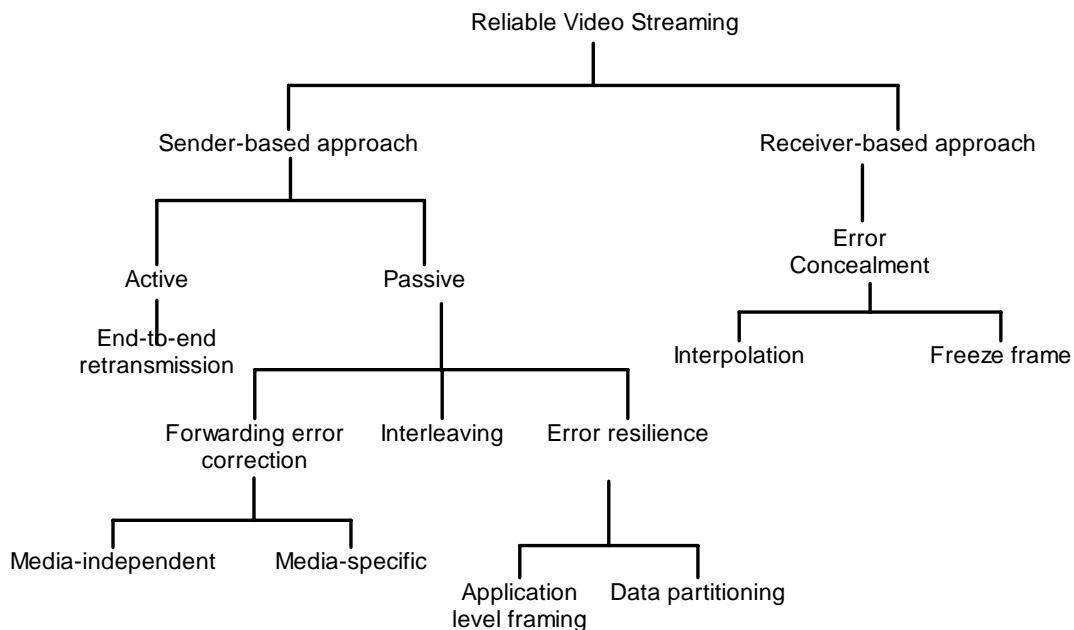 Reliable Video Streaming
Sender-based approach
Receiver-based approach
Error
Concealment
Active
Passive
End-to-end
retransmission
Interpolation
Freeze frame
Forwarding error
correction
Interleaving
Error resilience
Media-independent
Media-specific
Application
level framing
Data partitioning